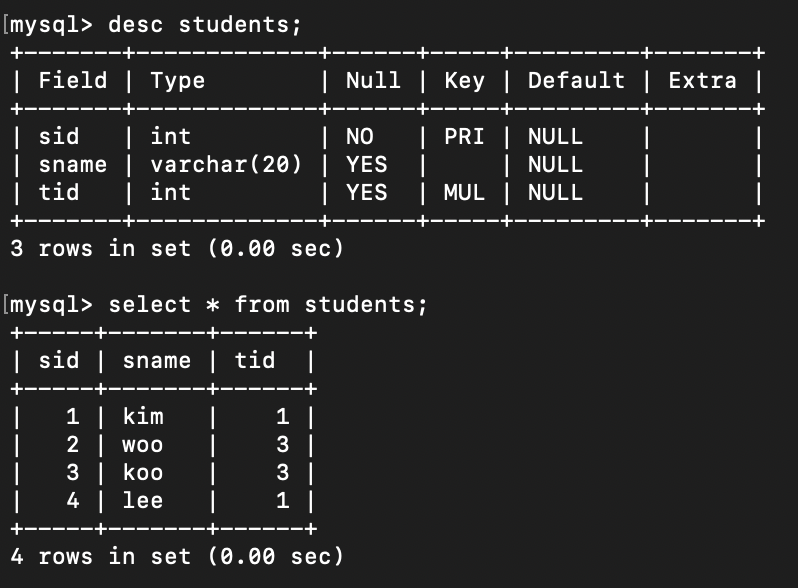 [mysql> desc students;
+-------+-------------+------+-----+---------+-------+
| Field | Type        | Null | Key | Default | Extra |
+-------+-------------+------+-----+---------+-------+
| sid   | int         | NO   | PRI | NULL    |       |
| sname | varchar(20) | YES  |     | NULL    |       |
| tid   | int         | YES  | MUL | NULL    |       |
+-------+-------------+------+-----+---------+-------+
3 rows in set (0.00 sec)
[mysql> select * from students;
+-----+-------+------+
| sid | sname | tid  |
+-----+-------+------+
|   1 | kim   |    1 |
|   2 | woo   |    3 |
|   3 | koo   |    3 |
|   4 | lee   |    1 |
+-----+-------+------+
4 rows in set (0.00 sec)